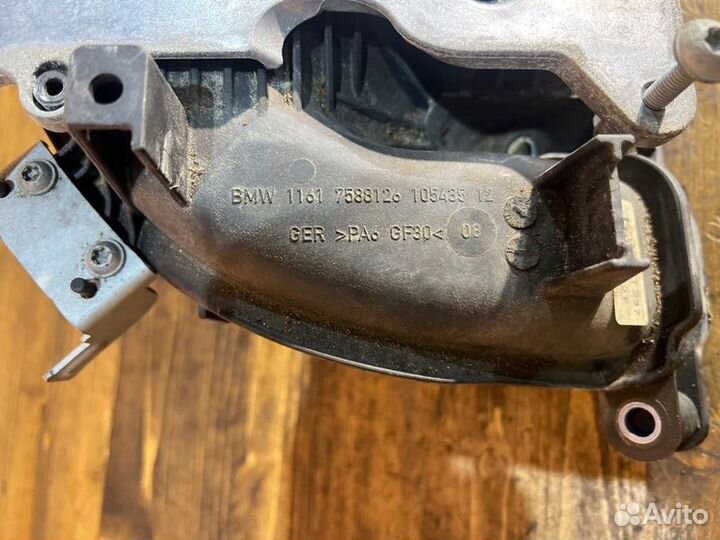 BMW 1161 7588126 105435 12
GER >PA6 GF30< 08
Avito